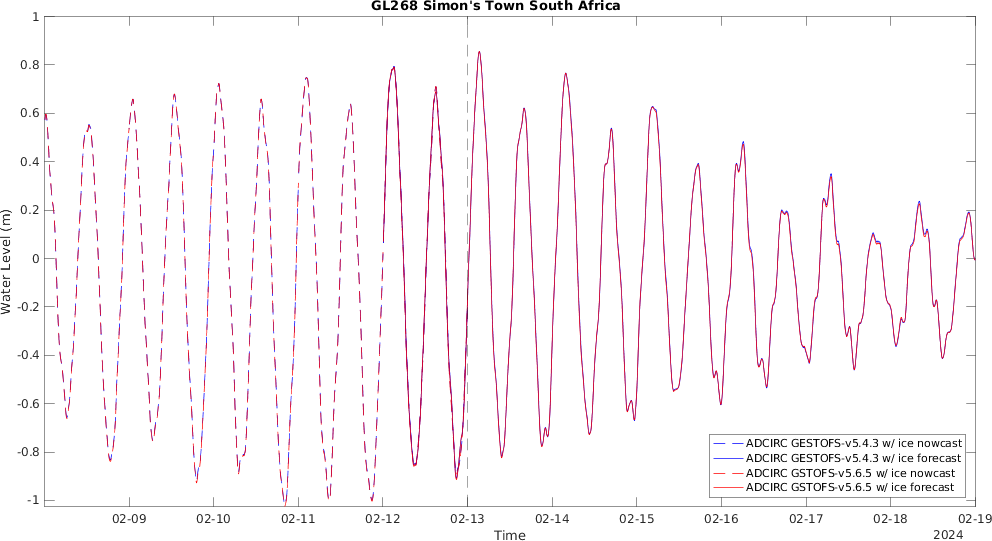 GL268 Simon's Town South Africa
1
0.8
0.6
0.4
0.2
0
-0.2
-0.4
-0.6
-0.8
-1
Water Level (m)
ADCIRC GESTOFS-v5.4.3 w/ ice nowcast
ADCIRC GESTOFS-v5.4.3 w/ ice forecast
ADCIRC GSTOFS-v5.6.5 w/ ice nowcast
ADCIRC GSTOFS-v5.6.5 w/ ice forecast
02-09 02-10 02-11 02-12 02-13 02-14 02-15 02-16 02-17 02-18 02-19
Time 2024